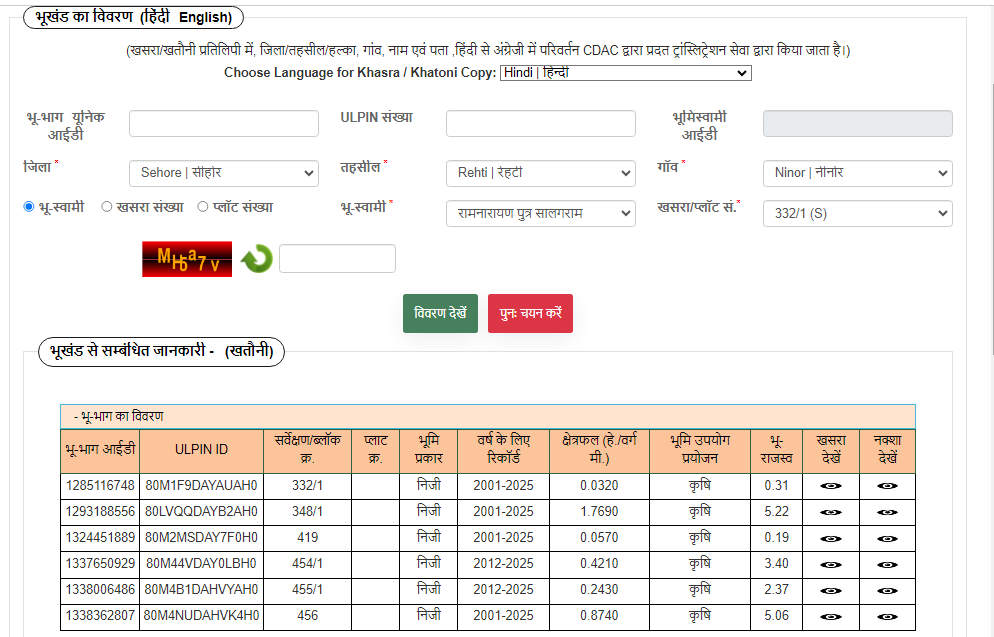 भूखंड का विवरण (हिंदी English)
(खसरा/खतौनी प्रतिलिपी में, जिला/तहसील/हल्का, गांव, नाम एवं पता ,हिंदी से अंग्रेजी में परिवर्तन CDAC द्वारा प्रदत ट्रांस्लिट्रेशन सेवा द्वारा किया जाता है।)
Choose Language for Khasra / Khatoni Copy: Hindi | हिन्दी
भू-भाग यूनिक आईडी ULPIN संख्या भूमिस्वामी आईडी
जिला * Sehore | सीहोर तहसील * Rehti | रेहटी गाँव * Ninor | नीनोर
भू-स्वामी खसरा संख्या प्लॉट संख्या भू-स्वामी * रामनारायण पुत्र सालगराम खसरा/प्लॉट सं.* 332/1 (S)
MHba7v
विवरण देखें पुनः चयन करें
भूखंड से सम्बंधित जानकारी - (खतौनी)
- भू-भाग का विवरण
भू-भाग आईडी ULPIN ID सर्वेक्षण/ब्लॉक क्र. प्लाट क्र. भूमि प्रकार वर्ष के लिए रिकॉर्ड क्षेत्रफल (हे./वर्ग मी.) भूमि उपयोग प्रयोजन भू-राजस्व खसरा देखें नक्शा देखें
1285116748 80M1F9DAYAUAH0 332/1 निजी 2001-2025 0.0320 कृषि 0.31
1293188556 80LVQQDAYB2AH0 348/1 निजी 2001-2025 1.7690 कृषि 5.22
1324451889 80M2MSDAY7F0H0 419 निजी 2001-2025 0.0570 कृषि 0.19
1337650929 80M44VDAY0LBH0 454/1 निजी 2012-2025 0.4210 कृषि 3.40
1338006486 80M4B1DAHVYAH0 455/1 निजी 2012-2025 0.2430 कृषि 2.37
1338362807 80M4NUDAHVK4H0 456 निजी 2001-2025 0.8740 कृषि 5.06